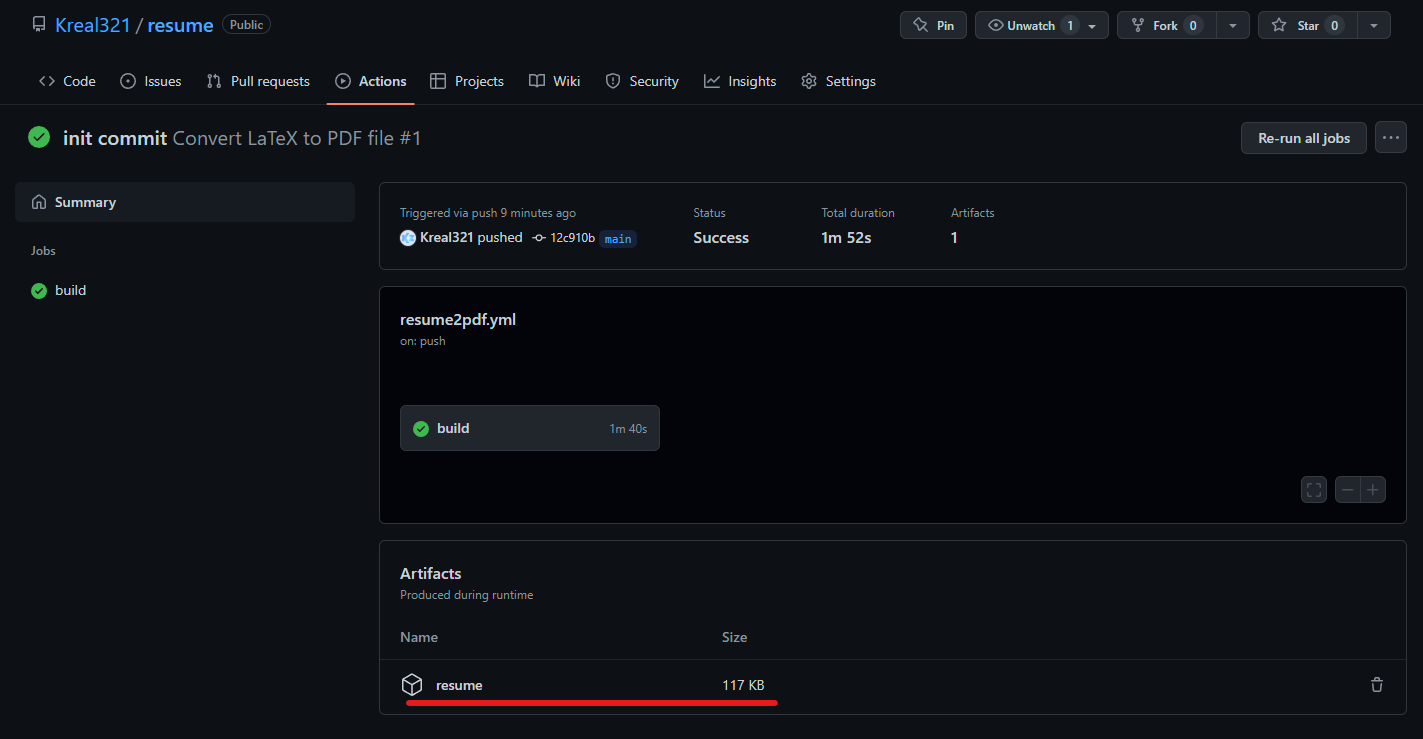 Kreal321 / resume Public Pin Unwatch 1 Fork 0 Star 0
Code Issues Pull requests Actions Projects Wiki Security Insights Settings
init commit Convert LaTeX to PDF file #1 Re-run all jobs ...
Summary
Jobs
build
Triggered via push 9 minutes ago Status Total duration Artifacts
Kreal321 pushed 12c910b main Success 1m 52s 1
resume2pdf.yml
on: push
build 1m 40s
Artifacts
Produced during runtime
Name Size
resume 117 KB